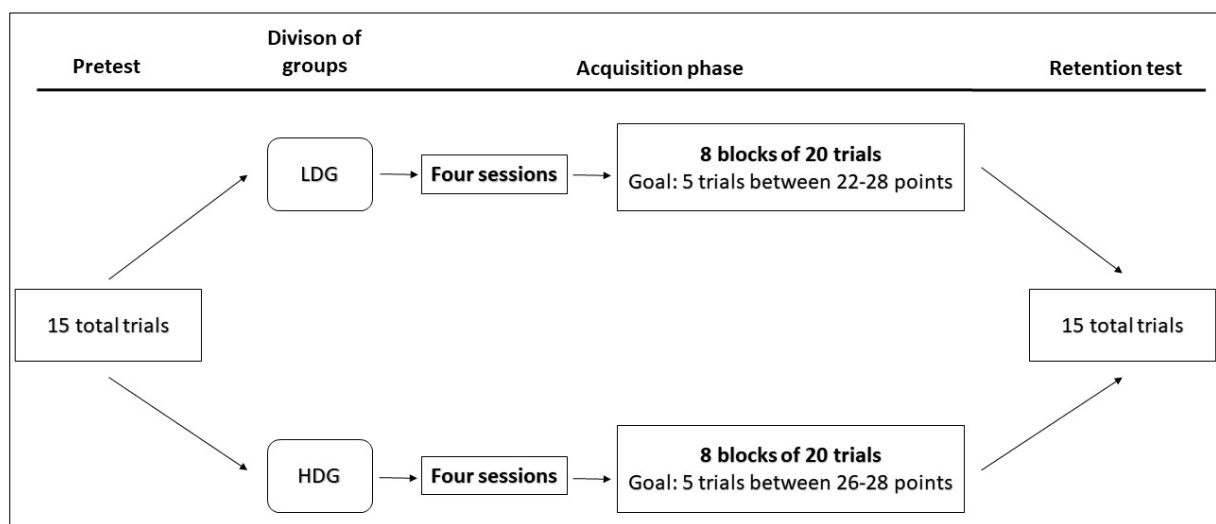 Pretest
Divison of
groups
Acquisition phase
Retention test
LDG
Four sessions
8 blocks of 20 trials
Goal: 5 trials between 22-28 points
15 total trials
15 total trials
HDG
Four sessions
8 blocks of 20 trials
Goal: 5 trials between 26-28 points